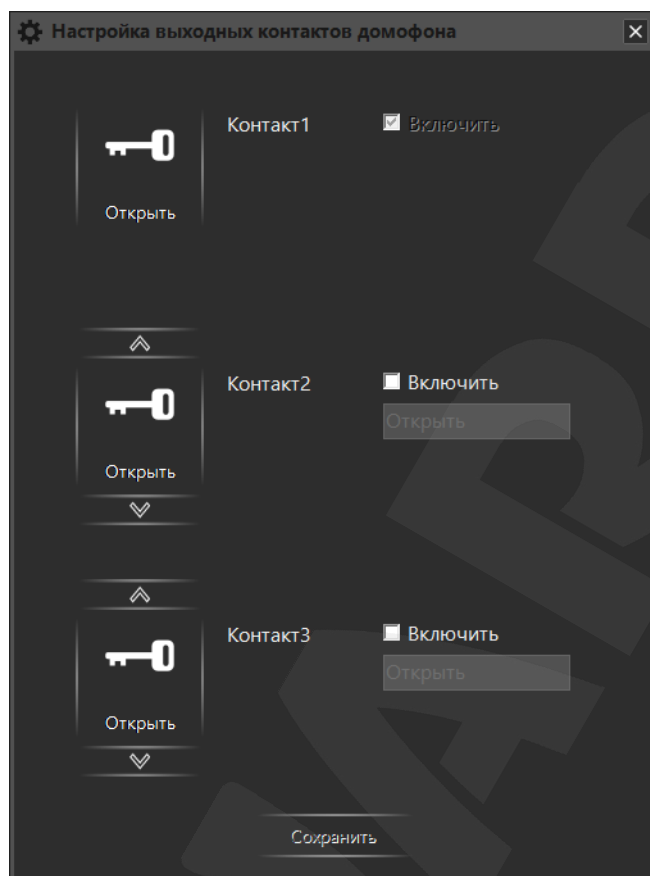 Настройка выходных контактов домофона
Контакт1
Включить
Открыть
Контакт2
Включить
Открыть
Открыть
Контакт3
Включить
Открыть
Открыть
Сохранить